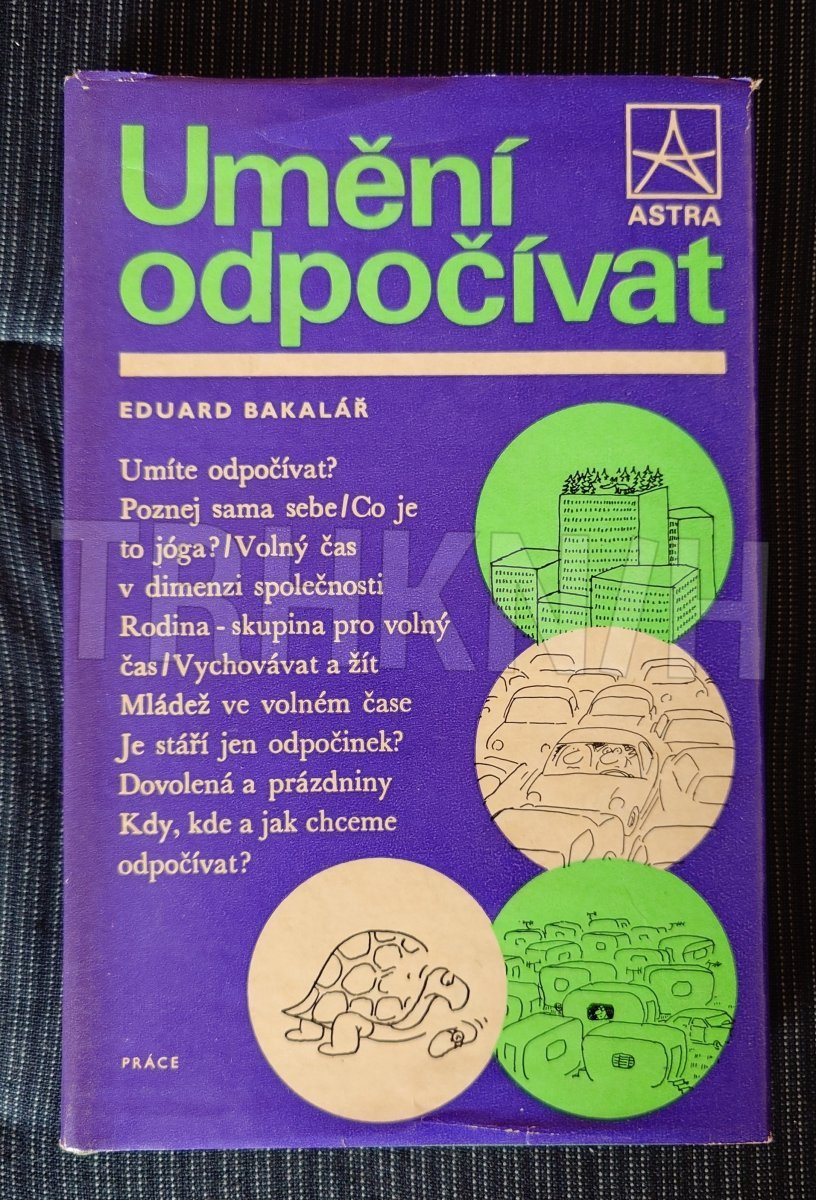 Umění
odpočívat
ASTRA
EDUARD BAKALÁŘ
Umíte odpočívat?
Poznej sama sebe/Co je
to jóga?/Volný čas
v dimenzi společnosti
Rodina - skupina pro volný
čas/Vychovávat a žít
Mládež ve volném čase
Je stáří jen odpočinek?
Dovolená a prázdniny
Kdy, kde a jak chceme
odpočívat?
PRÁCE
TRHKNIH